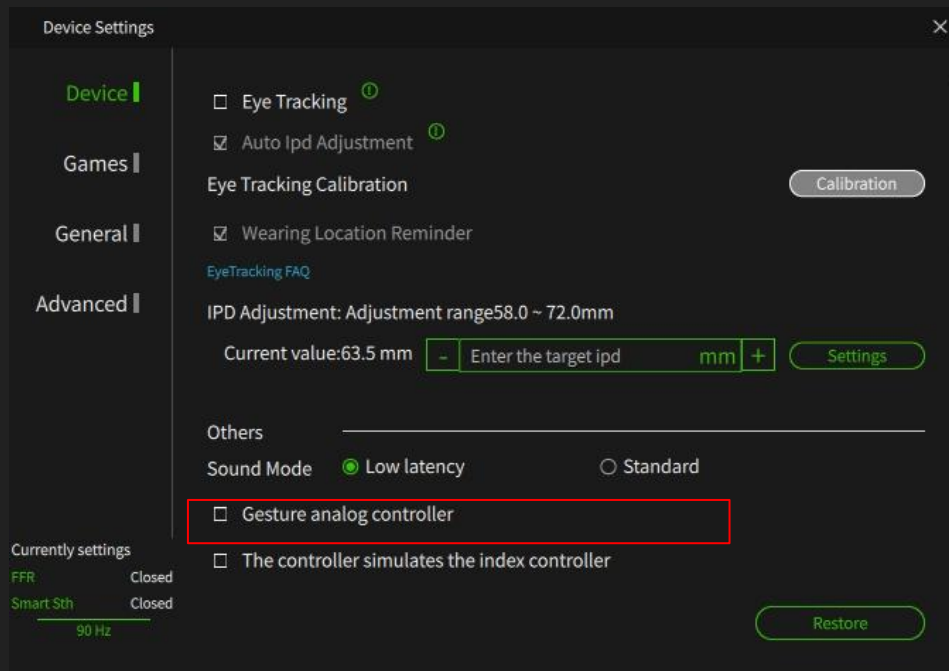 Device Settings
Device
Games
General
Advanced
Eye Tracking
Auto Ipd Adjustment
Eye Tracking Calibration
Calibration
Wearing Location Reminder
EyeTracking FAQ
IPD Adjustment: Adjustment range58.0 ~ 72.0mm
Current value:63.5 mm - Enter the target ipd mm + Settings
Others
Sound Mode Low latency Standard
Gesture analog controller
The controller simulates the index controller
Currently settings
FFR Closed
Smart Sth Closed
90 Hz
Restore